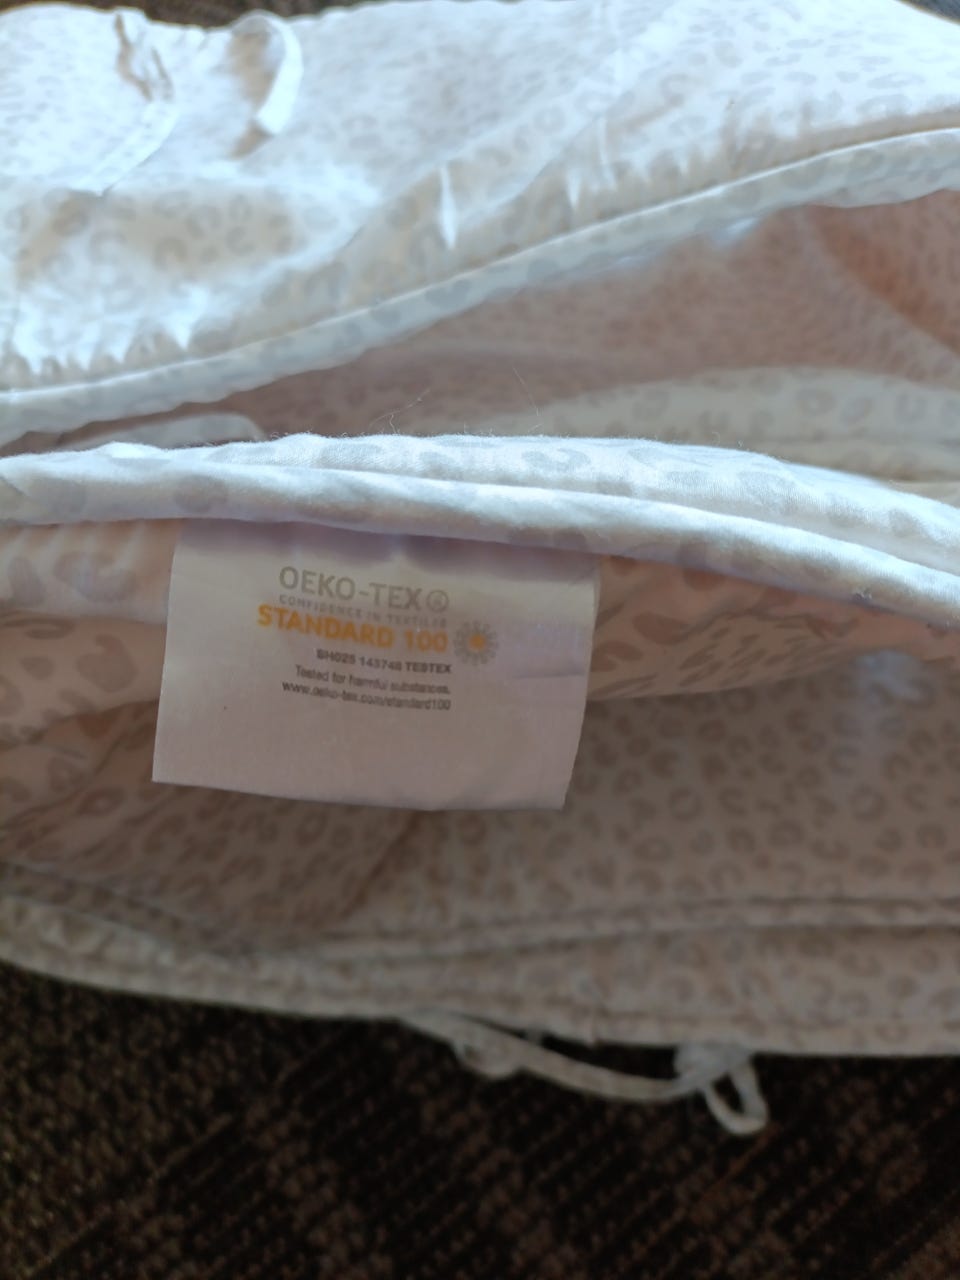 OEKO-TEX®
CONFIDENCE IN TEXTILES
STANDARD 100
SH025 143748 TESTEX
Tested for harmful substances.
www.oeko-tex.com/standard100